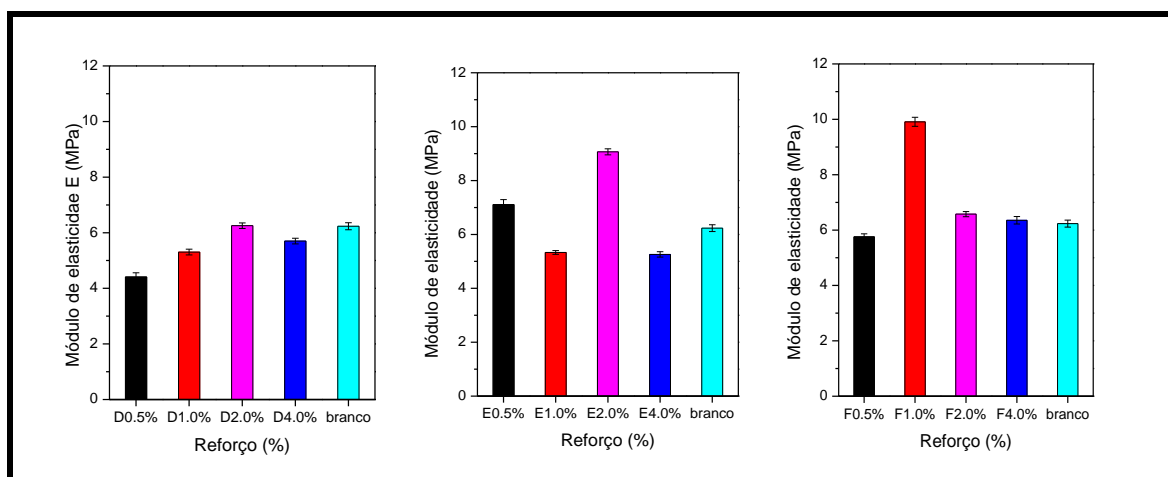 12
10
8
6
4
2
0
Módulo de elasticidae E (MPa)
D0.5% D1.0% D2.0% D4.0% branco
Reforço (%)
12
10
8
6
4
2
0
Módulo de elasticidade (MPa)
E0.5% E1.0% E2.0% E4.0% branco
Reforço (%)
12
10
8
6
4
2
0
Módulo de elasticidade (MPa)
F0.5% F1.0% F2.0% F4.0% branco
Reforço (%)